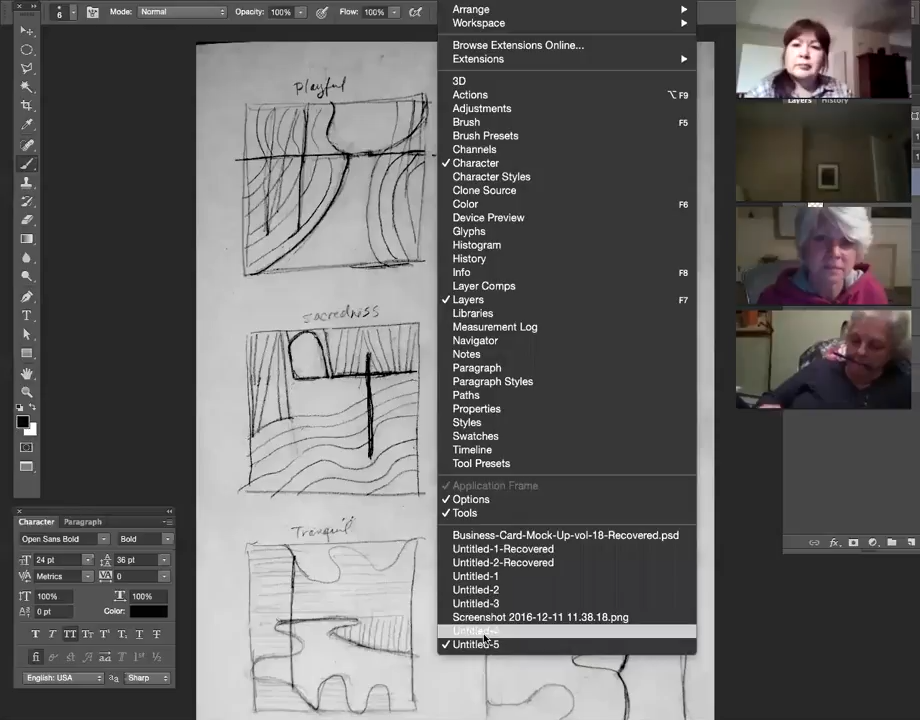 6
Mode:
Normal
Opacity:
100%
Flow:
100%
Arrange
Workspace
Browse Extensions Online...
Extensions
3D
Actions ⌥ F9
Adjustments
Brush F5
Brush Presets
Channels
✓ Character
Character Styles
Clone Source
Color F6
Device Preview
Glyphs
Histogram
History
Info F8
Layer Comps
✓ Layers F7
Libraries
Measurement Log
Navigator
Notes
Paragraph
Paragraph Styles
Paths
Properties
Styles
Swatches
Timeline
Tool Presets
✓ Application Frame
✓ Options
✓ Tools
Business-Card-Mock-Up-vol-18-Recovered.psd
Untitled-1-Recovered
Untitled-2-Recovered
Untitled-1
Untitled-2
Untitled-3
Screenshot 2016-12-11 11.38.18.png
✓ Untitled-5
Layers History
Playful
Sacredness
Tranquil
Character Paragraph
Open Sans Bold Bold
24 pt 36 pt
Metrics 0
100% 100%
0 pt Color:
English: USA Sharp